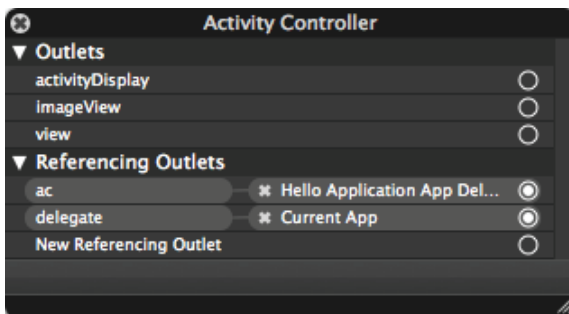 Activity Controller
Outlets
activityDisplay
imageView
view
Referencing Outlets
ac Hello Application App Del...
delegate Current App
New Referencing Outlet